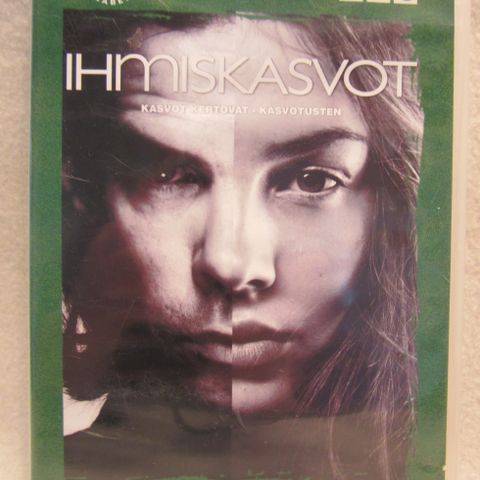 IHMISKASVOT
KASVOT KERTOVAT - KASVOTUSTEN